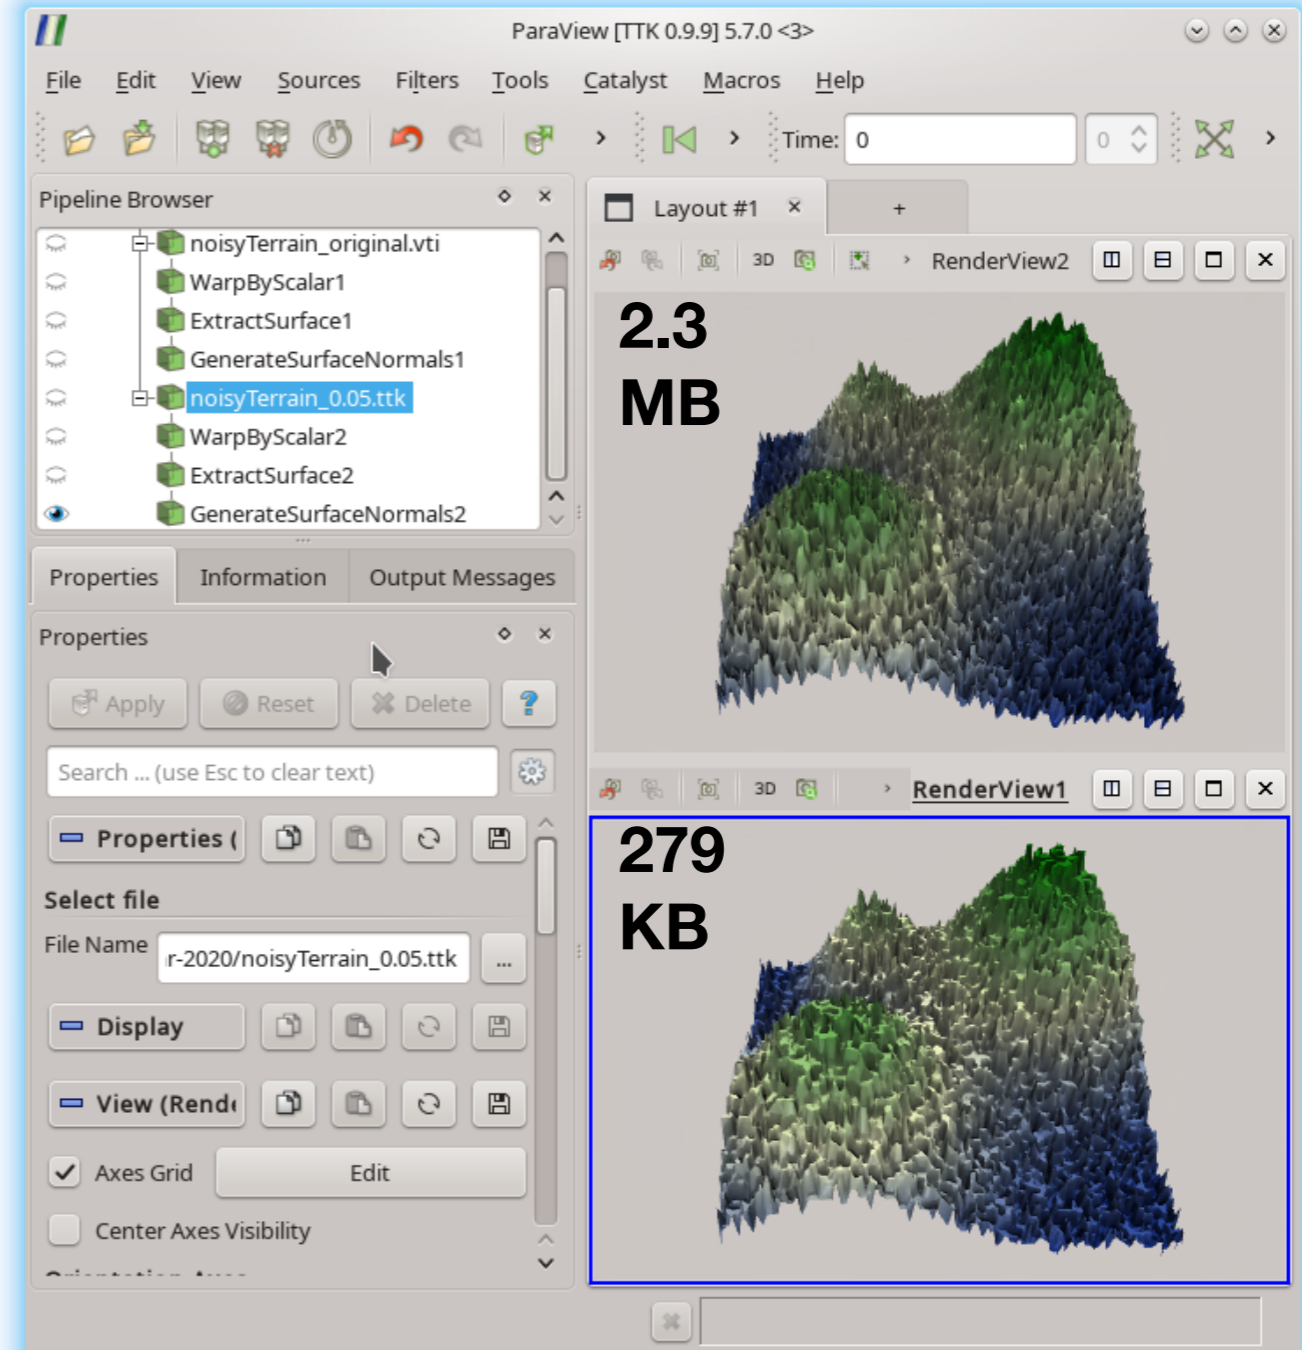 ParaView [TTK 0.9.9] 5.7.0 <3>
File Edit View Sources Filters Tools Catalyst Macros Help
Time: 0 0
Pipeline Browser
noisyTerrain_original.vti
WarpByScalar1
ExtractSurface1
GenerateSurfaceNormals1
noisyTerrain_0.05.ttk
WarpByScalar2
ExtractSurface2
GenerateSurfaceNormals2
Properties Information Output Messages
Properties
Apply Reset Delete ?
Search ... (use Esc to clear text)
Properties (
Select file
File Name r-2020/noisyTerrain_0.05.ttk ...
Display
View (Rende
Axes Grid Edit
Center Axes Visibility
Layout #1 +
3D RenderView2
2.3
MB
3D RenderView1
279
KB